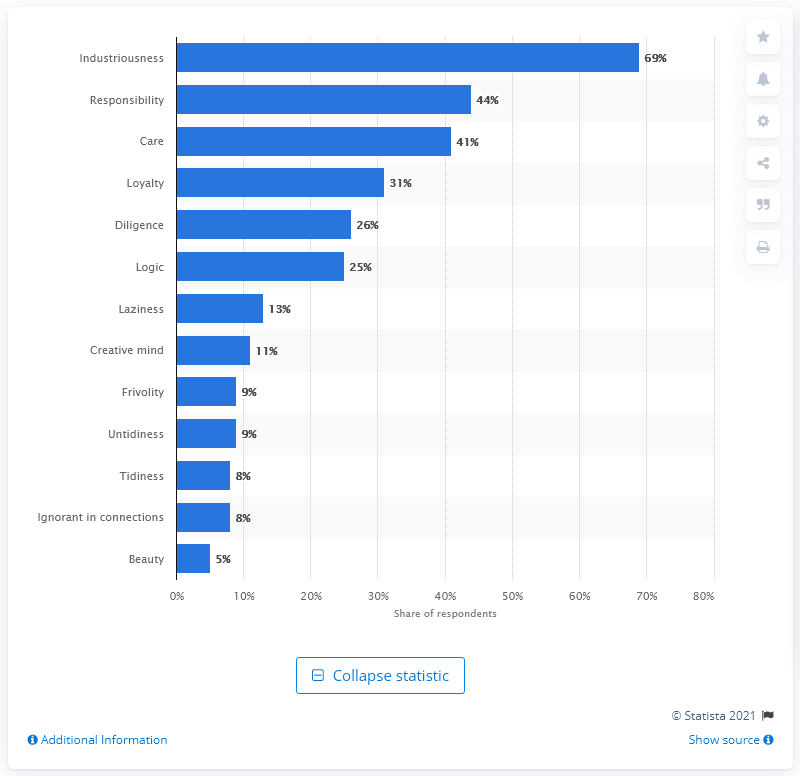 Industriousness 69%
Responsibility 44%
Care 41%
Loyalty 31%
Diligence 26%
Logic 25%
Laziness 13%
Creative mind 11%
Frivolity 9%
Untidiness 9%
Tidiness 8%
Ignorant in connections 8%
Beauty 5%
0% 10% 20% 30% 40% 50% 60% 70% 80%
Share of respondents
Collapse statistic
© Statista 2021
Additional Information Show source